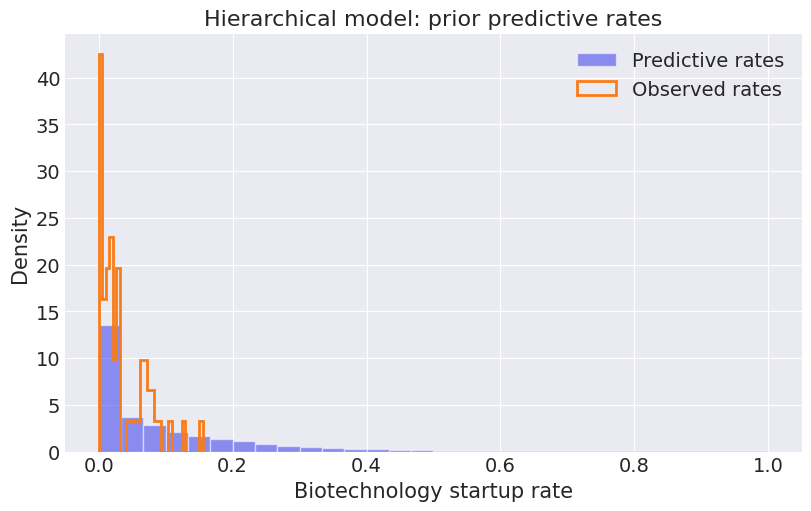 Hierarchical model: prior predictive rates
Predictive rates
Observed rates
Density
40
35
30
25
20
15
10
5
0
0.0 0.2 0.4 0.6 0.8 1.0
Biotechnology startup rate